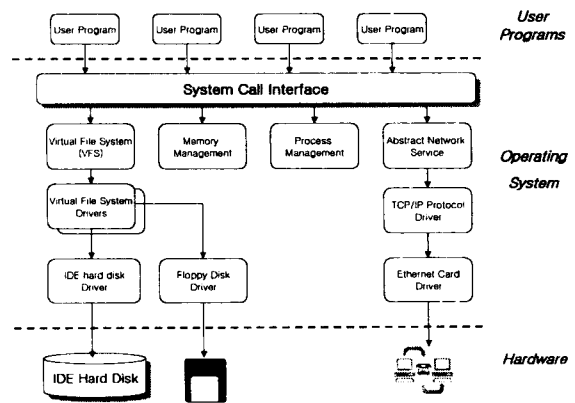 User Program
User Program
User Program
User Program
User
Programs
System Call Interface
Virtual File System
(VFS)
Memory
Management
Process
Management
Abstract Network
Service
Operating
System
Virtual File System
Drivers
TCP/IP Protocol
Driver
IDE hard disk
Driver
Floppy Disk
Driver
Ethernet Card
Driver
Hardware
IDE Hard Disk